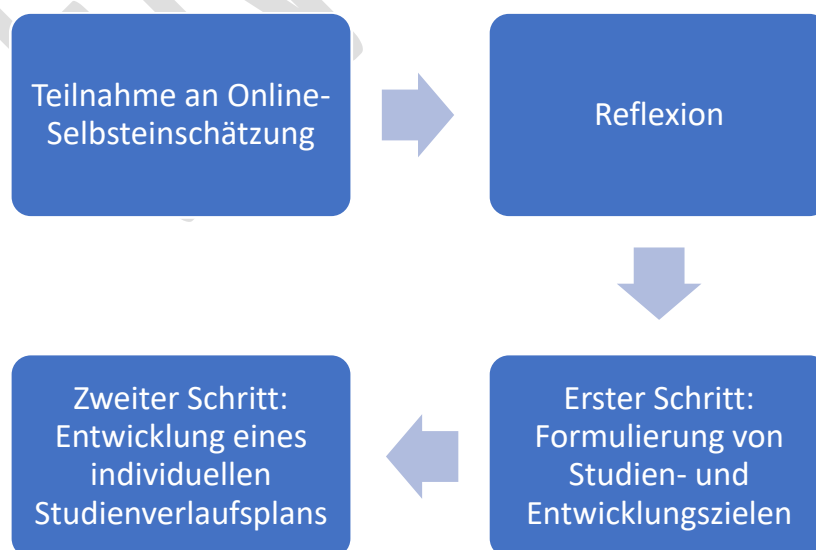 Teilnahme an Online-
Selbsteinschätzung
Reflexion
Erster Schritt:
Formulierung von
Studien- und
Entwicklungszielen
Zweiter Schritt:
Entwicklung eines
individuellen
Studienverlaufsplans